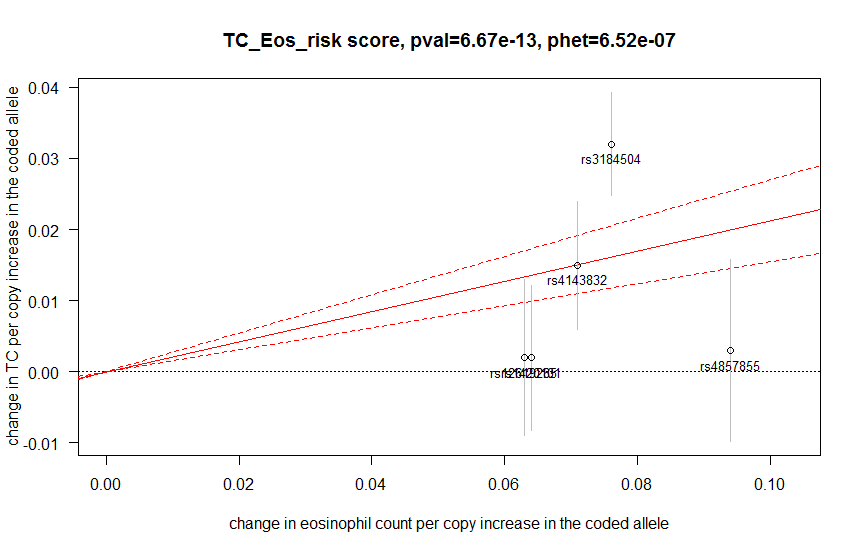 TC_Eos_risk score, pval=6.67e-13, phet=6.52e-07
change in TC per copy increase in the coded allele
0.04
0.03
0.02
0.01
0.00
-0.01
rs3184504
rs4143832
rs4857855
0.00 0.02 0.04 0.06 0.08 0.10
change in eosinophil count per copy increase in the coded allele